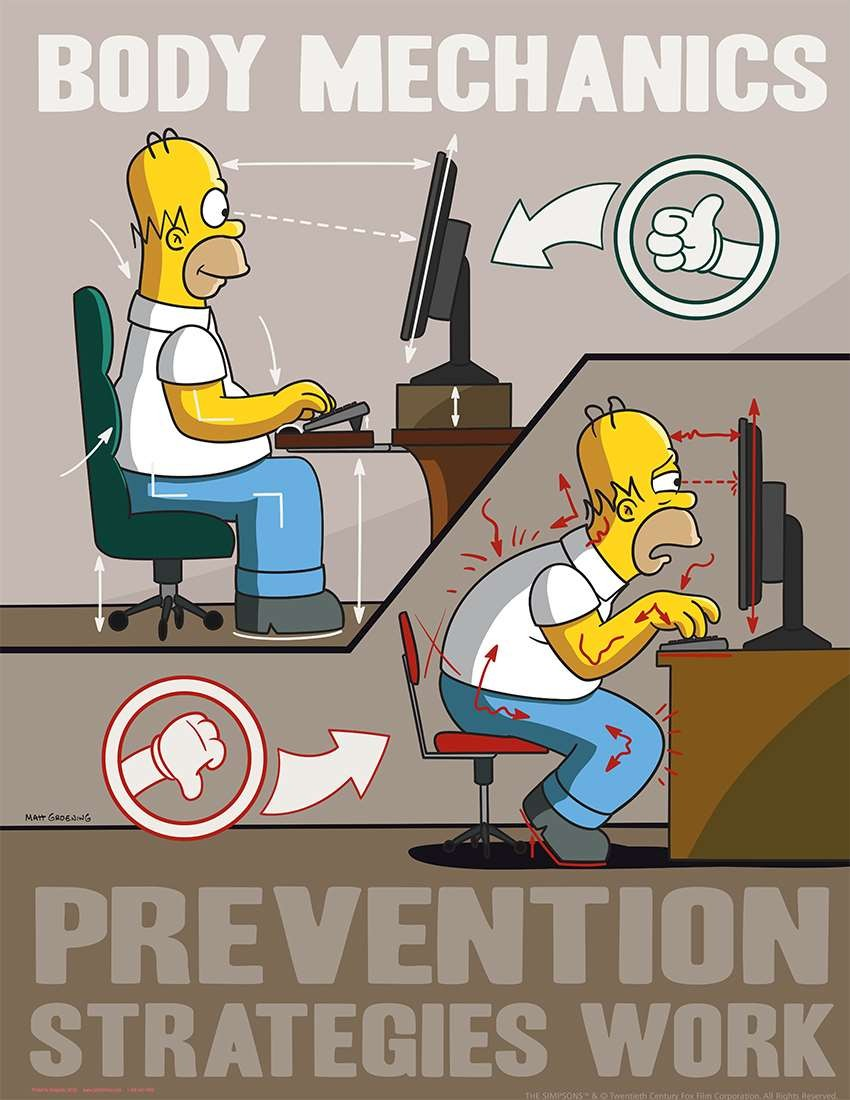 BODY MECHANICS
MATT GROENING
PREVENTION
STRATEGIES WORK
THE SIMPSONS™ & © Twentieth Century Fox Film Corporation. All Rights Reserved.